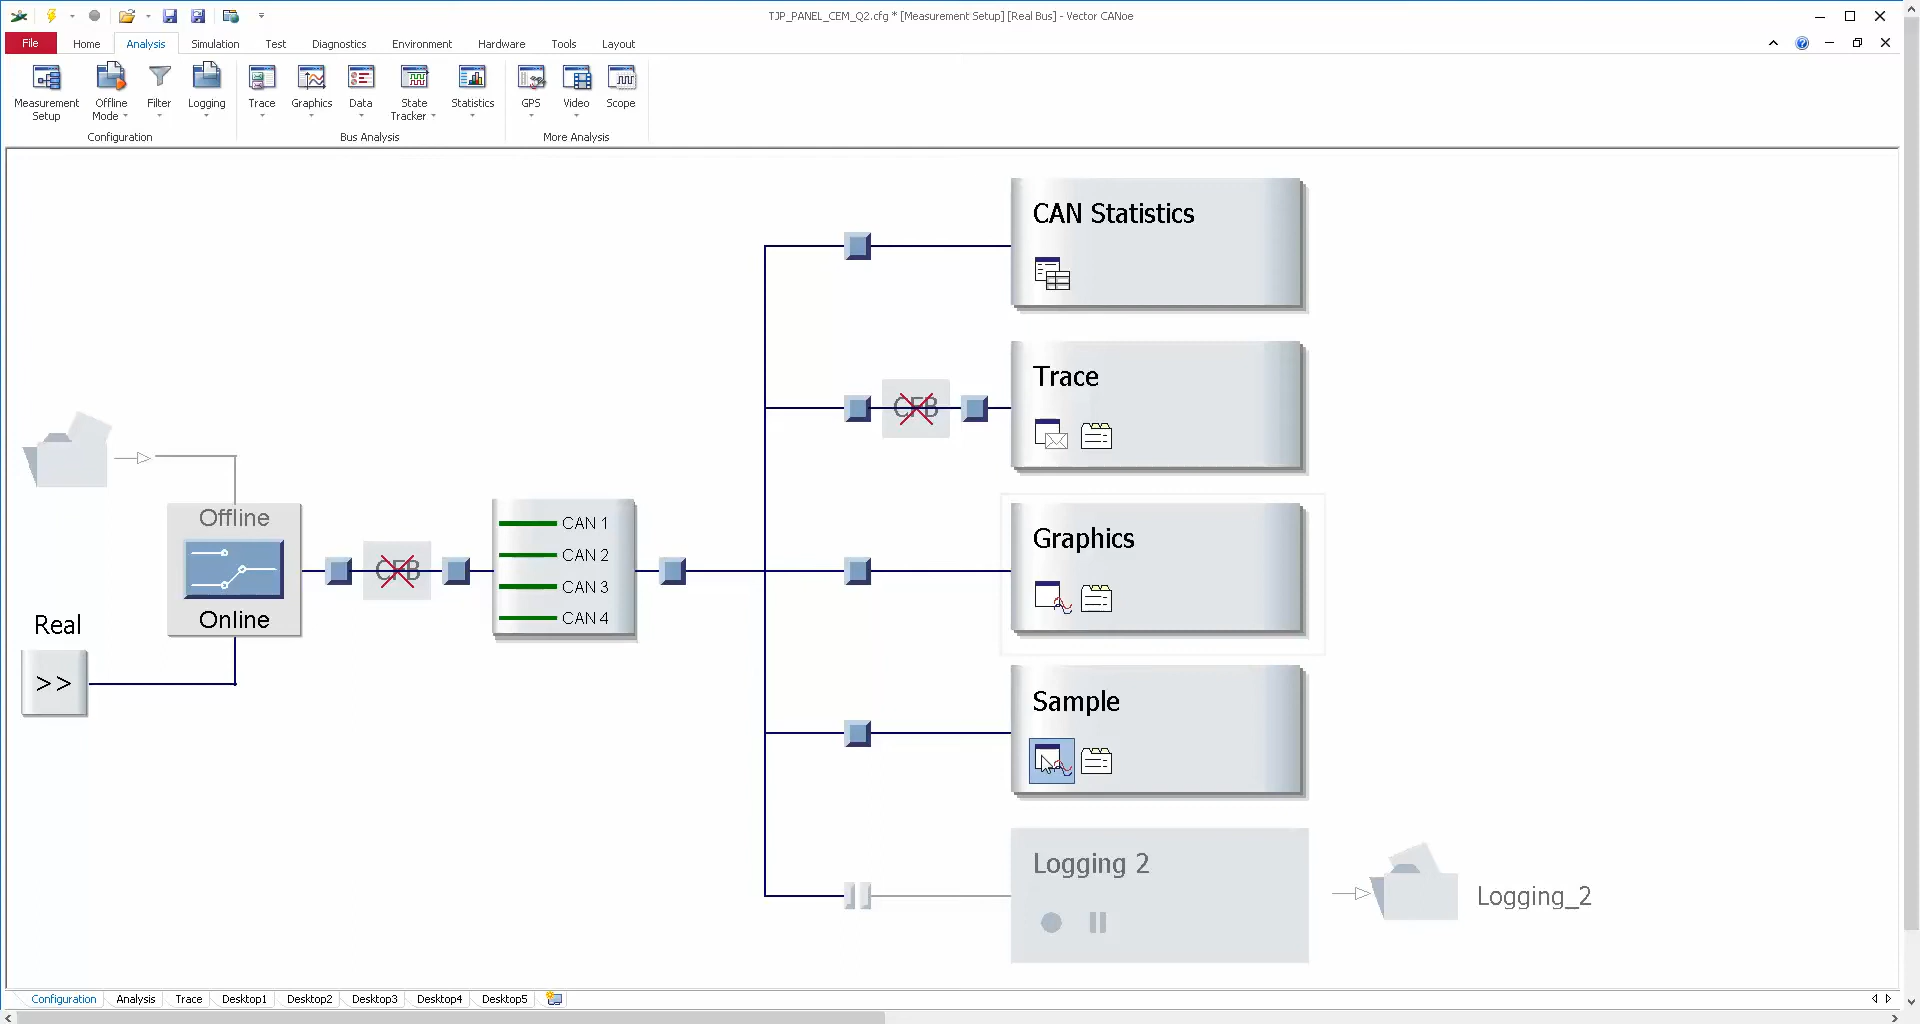 TJP_PANEL_CEM_Q2.cfg * [Measurement Setup] [Real Bus] - Vector CANoe
File Home Analysis Simulation Test Diagnostics Environment Hardware Tools Layout
Measurement Setup
Offline Mode
Filter
Logging
Trace
Graphics
Data
State Tracker
Statistics
GPS
Video
Scope
Configuration
Bus Analysis
More Analysis
CAN Statistics
CFB
Trace
Offline
Online
Real
>>
CFB
CAN 1
CAN 2
CAN 3
CAN 4
Graphics
Sample
Logging 2
Logging_2
Configuration Analysis Trace Desktop1 Desktop2 Desktop3 Desktop4 Desktop5